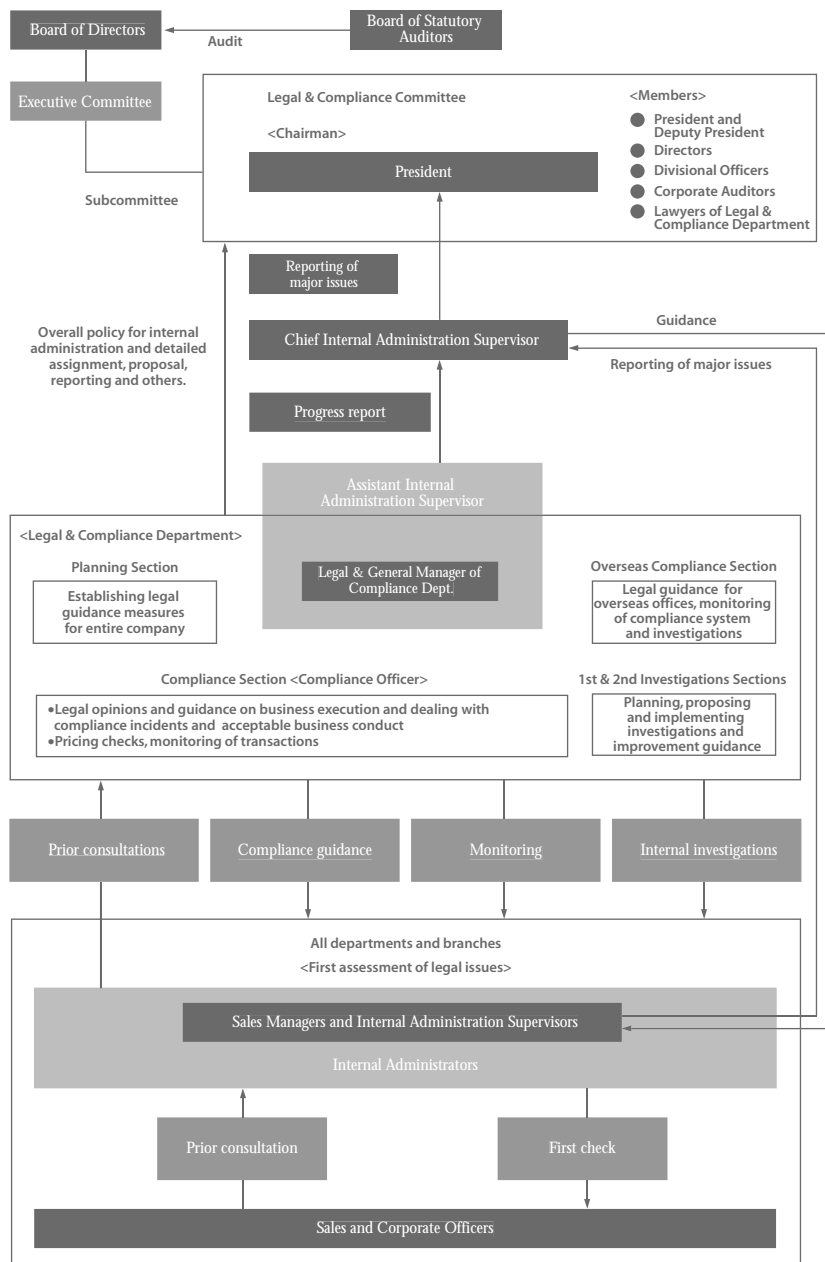 Board of Directors
Audit
Board of Statutory
Auditors
Executive Committee
Subcommittee
Legal & Compliance Committee
<Chairman>
President
<Members>
● President and
Deputy President
● Directors
● Divisional Officers
● Corporate Auditors
● Lawyers of Legal &
Compliance Department
Reporting of
major issues
Overall policy for internal
administration and detailed
assignment, proposal,
reporting and others.
Chief Internal Administration Supervisor
Guidance
Reporting of major issues
Progress report
Assistant Internal
Administration Supervisor
<Legal & Compliance Department>
Planning Section
Establishing legal
guidance measures
for entire company
Legal & General Manager of
Compliance Dept.
Overseas Compliance Section
Legal guidance for
overseas offices, monitoring
of compliance system
and investigations
Compliance Section <Compliance Officer>
•Legal opinions and guidance on business execution and dealing with
compliance incidents and acceptable business conduct
•Pricing checks, monitoring of transactions
1st & 2nd Investigations Sections
Planning, proposing
and implementing
investigations and
improvement guidance
Prior consultations
Compliance guidance
Monitoring
Internal investigations
All departments and branches
<First assessment of legal issues>
Sales Managers and Internal Administration Supervisors
Internal Administrators
Prior consultation
First check
Sales and Corporate Officers